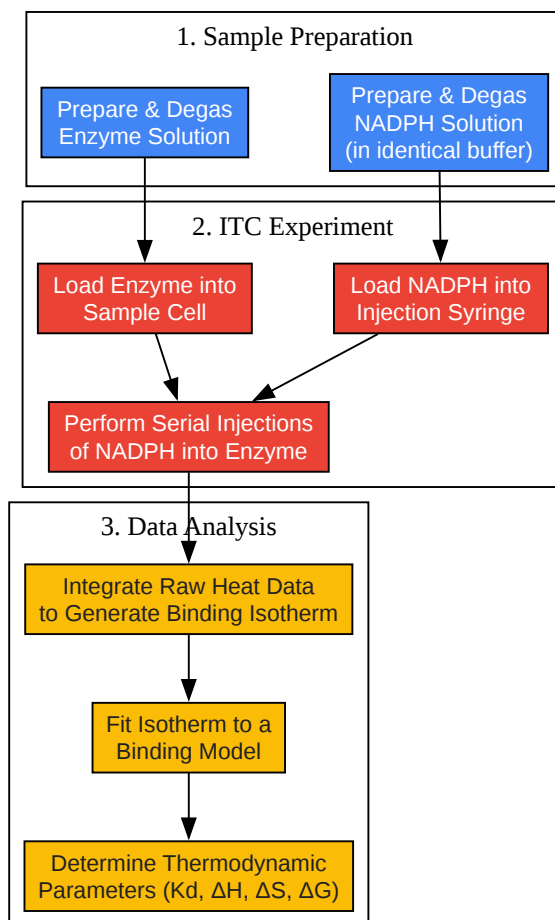 1. Sample Preparation
Prepare & Degas
Enzyme Solution
Prepare & Degas
NADPH Solution
(in identical buffer)
2. ITC Experiment
Load Enzyme into
Sample Cell
Load NADPH into
Injection Syringe
Perform Serial Injections
of NADPH into Enzyme
3. Data Analysis
Integrate Raw Heat Data
to Generate Binding Isotherm
Fit Isotherm to a
Binding Model
Determine Thermodynamic
Parameters (Kd, ΔH, ΔS, ΔG)